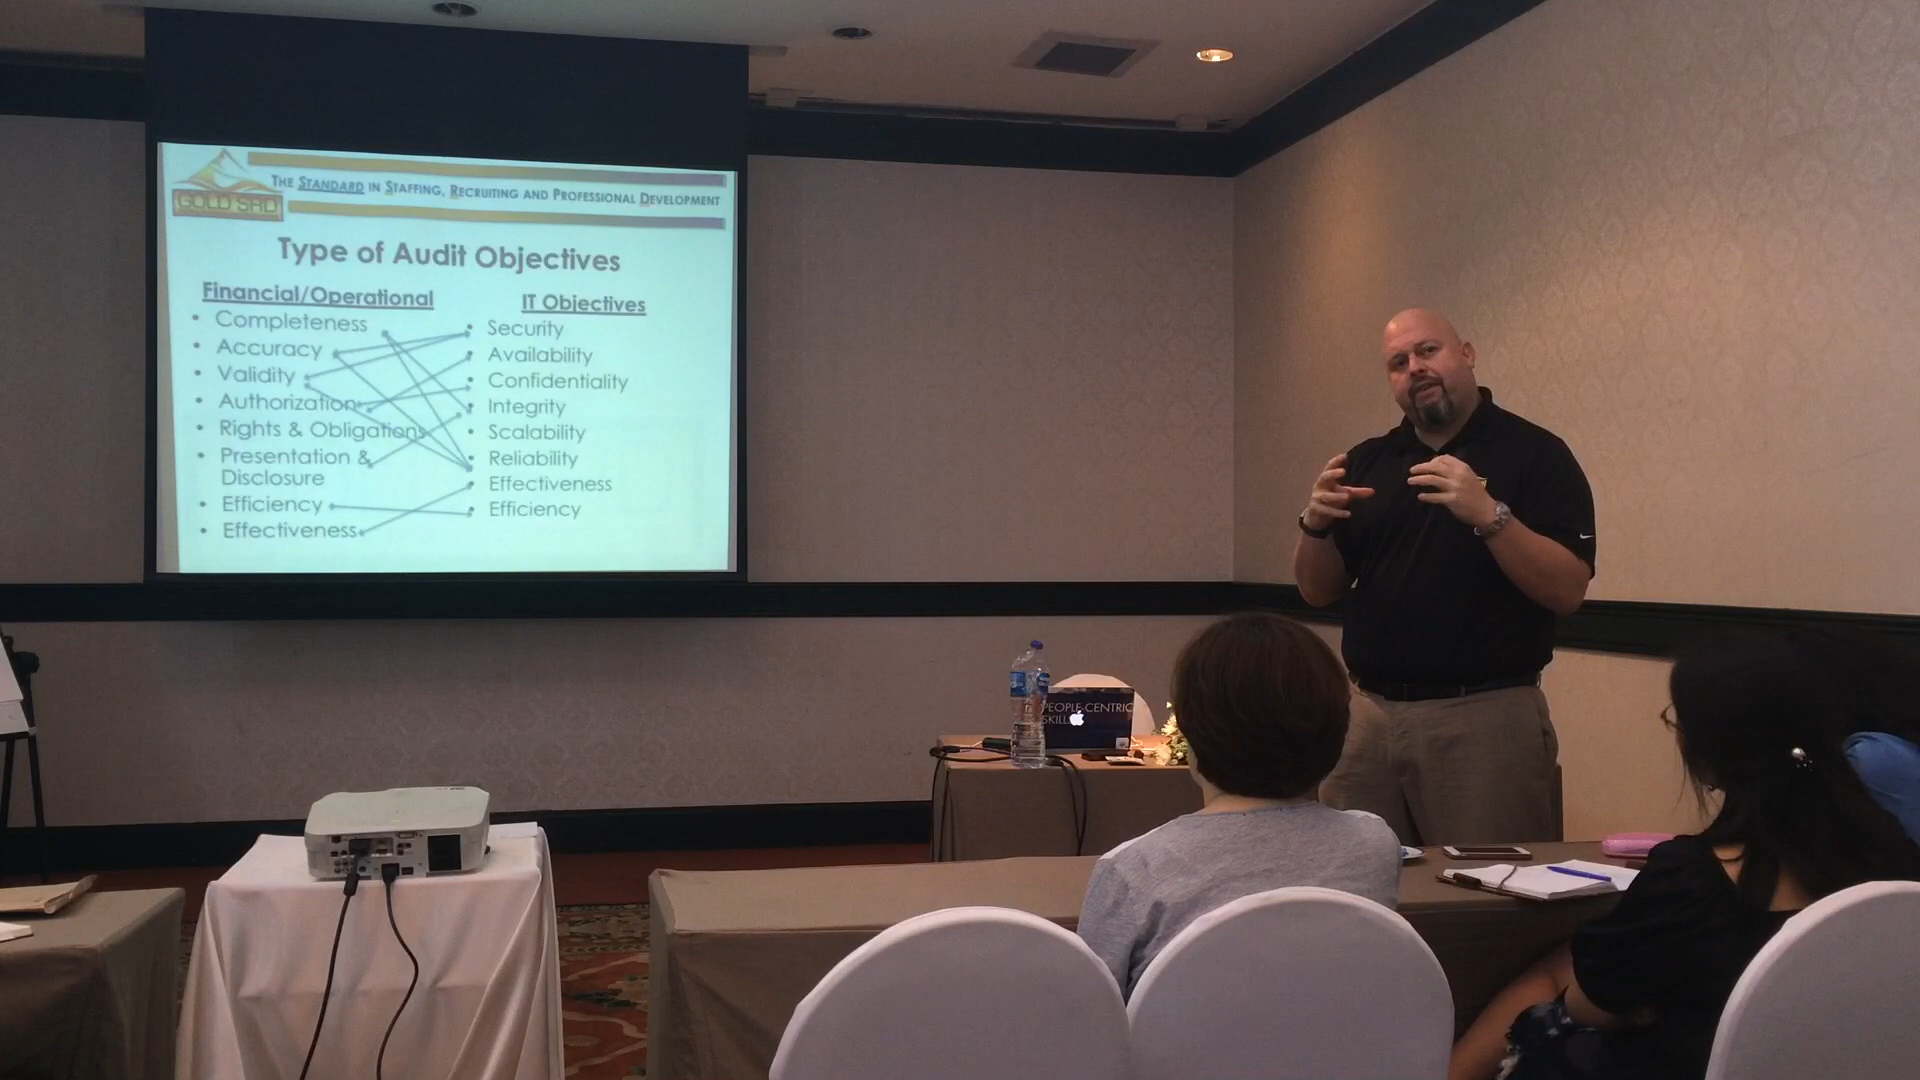 THE STANDARD IN STAFFING, RECRUITING AND PROFESSIONAL DEVELOPMENT
GOLD SRD
Type of Audit Objectives
Financial/Operational
• Completeness
• Accuracy
• Validity
• Authorization
• Rights & Obligations
• Presentation &
Disclosure
• Efficiency
• Effectiveness
IT Objectives
• Security
• Availability
• Confidentiality
• Integrity
• Scalability
• Reliability
• Effectiveness
• Efficiency
PEOPLE-CENTRIC
SKILL